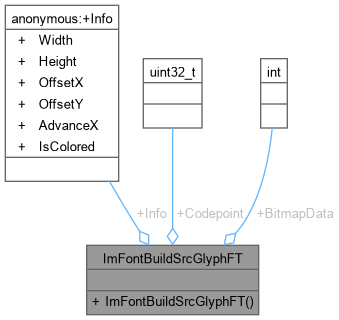 anonymous:+Info
+ Width
+ Height
+ OffsetX
+ OffsetY
+ AdvanceX
+ IsColored
uint32_t
int
+Info
+Codepoint
+BitmapData
ImFontBuildSrcGlyphFT
+ ImFontBuildSrcGlyphFT()